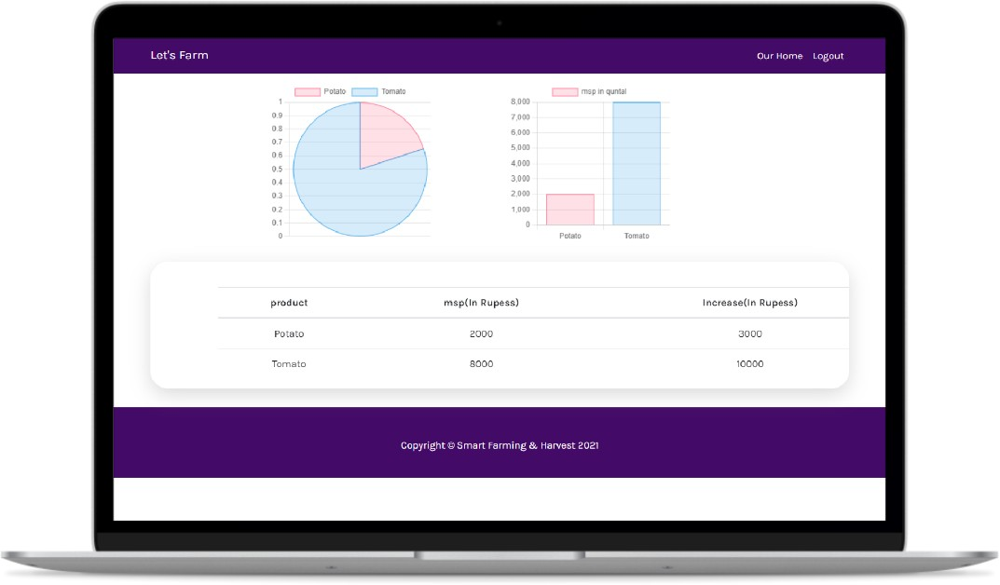 Let's Farm
Our Home Logout
Potato Tomato
1
0.9
0.8
0.7
0.6
0.5
0.4
0.3
0.2
0.1
0
msp in quntal
8,000
7,000
6,000
5,000
4,000
3,000
2,000
1,000
0
Potato Tomato
product msp(In Rupess) Increase(In Rupess)
Potato 2000 3000
Tomato 8000 10000
Copyright © Smart Farming & Harvest 2021